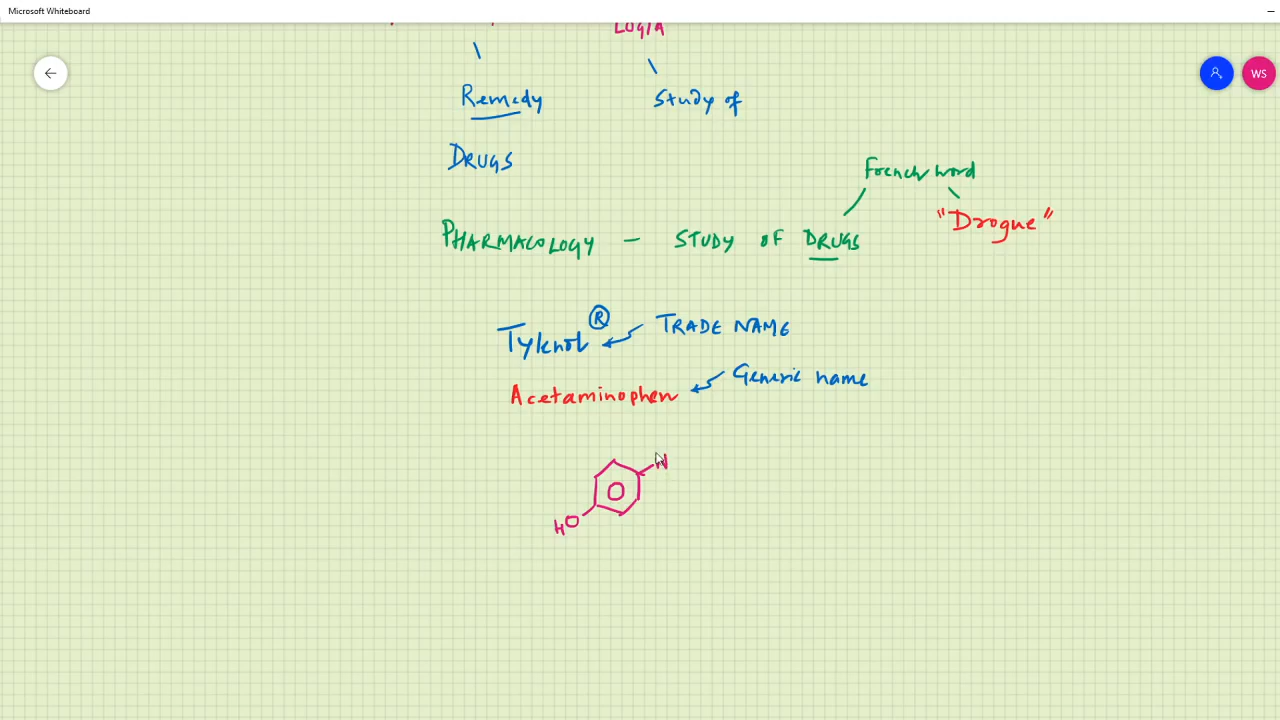 Microsoft Whiteboard
LOGIA
WS
Remedy
Study of
DRUGS
French word
"Drogue"
PHARMACOLOGY - STUDY OF DRUGS
Tylenol ®
TRADE NAME
Acetaminophen
Generic name
N
HO